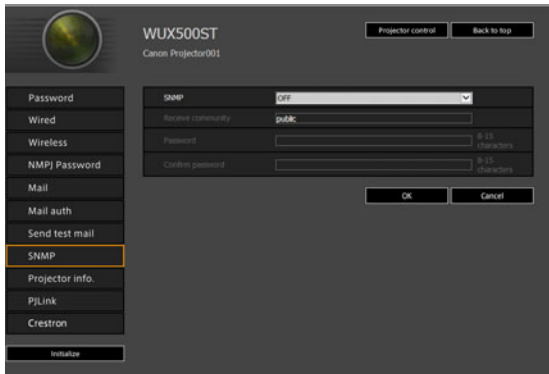 WUX500ST
Canon Projector001
Projector control
Back to top
Password
Wired
Wireless
NMPJ Password
Mail
Mail auth
Send test mail
SNMP
Projector info.
PJLink
Crestron
Initialize
SNMP OFF
Receive community public
Password 8-15 characters
Confirm password 8-15 characters
OK
Cancel